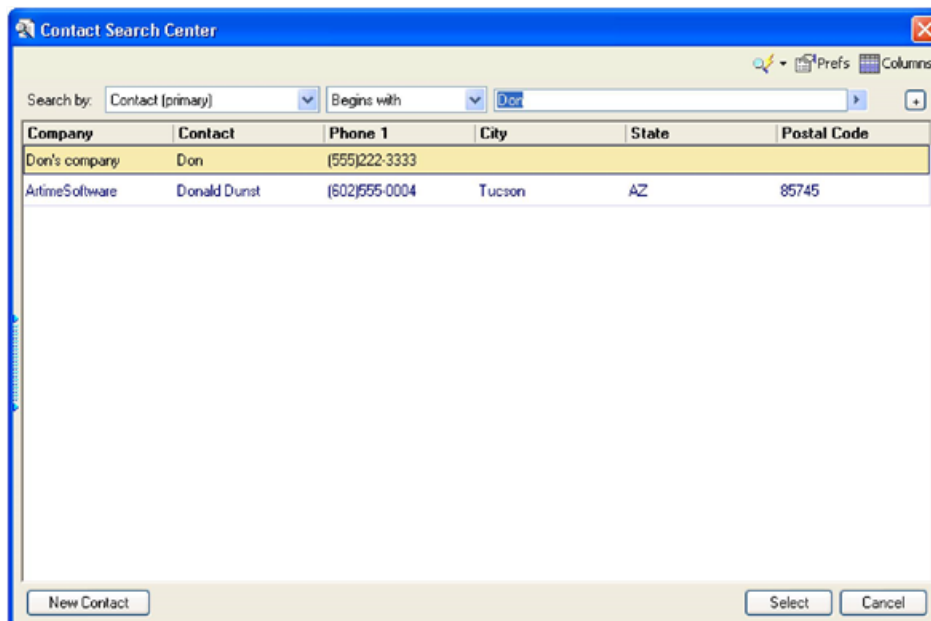 Contact Search Center
Prefs Columns
Search by: Contact (primary) Begins with Don +
Company Contact Phone 1 City State Postal Code
Don's company Don (555)222-3333
ArtimeSoftware Donald Dunst (602)555-0004 Tucson AZ 85745
New Contact Select Cancel